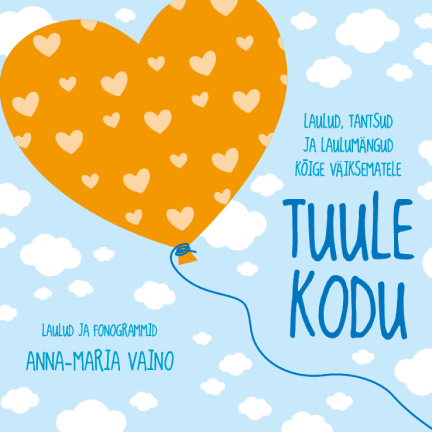 LAULUD, TANTSUD
JA LAULUMÄNGUD
KÕIGE VÄIKSEMATELE
TUULE
KODU
LAULUD JA FONOGRAMMID
ANNA-MARIA VAINO